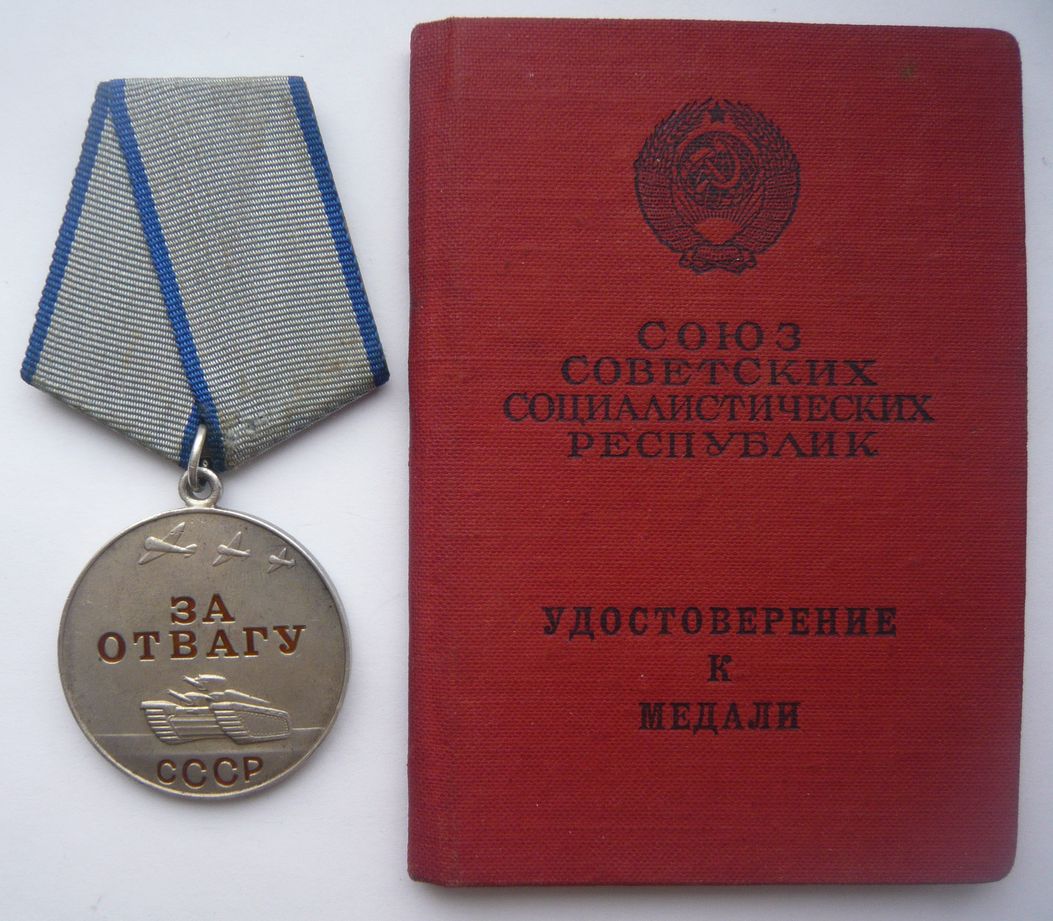 ЗА
ОТВАГУ
СССР
СОЮЗ
СОВЕТСКИХ
СОЦИАЛИСТИЧЕСКИХ
РЕСПУБЛИК
УДОСТОВЕРЕНИЕ
К
МЕДАЛИ